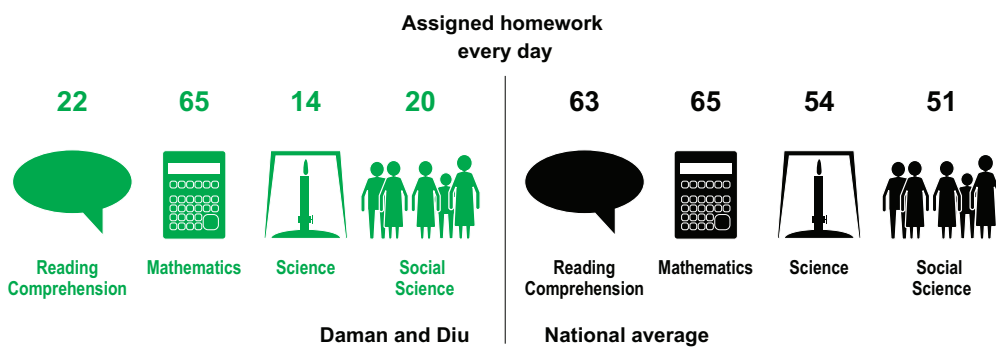 Assigned homework
every day
22 65 14 20 63 65 54 51
Reading
Comprehension
Mathematics
Science
Social
Science
Reading
Comprehension
Mathematics
Science
Social
Science
Daman and Diu
National average